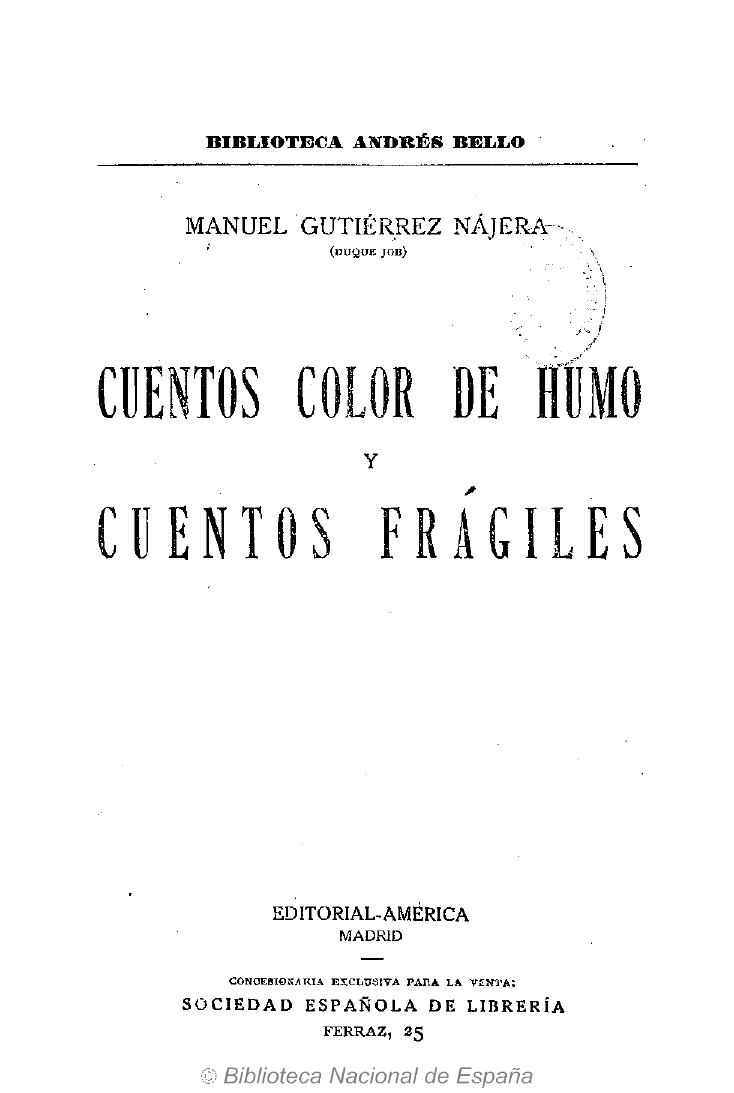 BIBLIOTECA ANDRÉS BELLO
MANUEL GUTIÉRREZ NÁJERA
(DUQUE JOB)
CUENTOS COLOR DE HUMO
Y
CUENTOS FRÁGILES
EDITORIAL-AMÉRICA
MADRID
CONCESIONARIA EXCLUSIVA PARA LA VENTA:
SOCIEDAD ESPAÑOLA DE LIBRERÍA
FERRAZ, 25
© Biblioteca Nacional de España